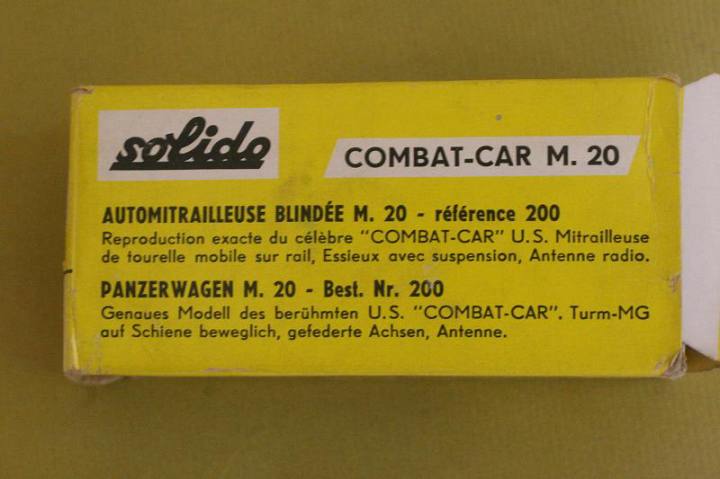 solido
COMBAT-CAR M. 20
AUTOMITRAILLEUSE BLINDÉE M. 20 - référence 200
Reproduction exacte du célèbre "COMBAT-CAR" U.S. Mitrailleuse
de tourelle mobile sur rail, Essieux avec suspension, Antenne radio.
PANZERWAGEN M. 20 - Best. Nr. 200
Genaues Modell des berühmten U.S. "COMBAT-CAR". Turm-MG
auf Schiene beweglich, gefederte Achsen, Antenne.